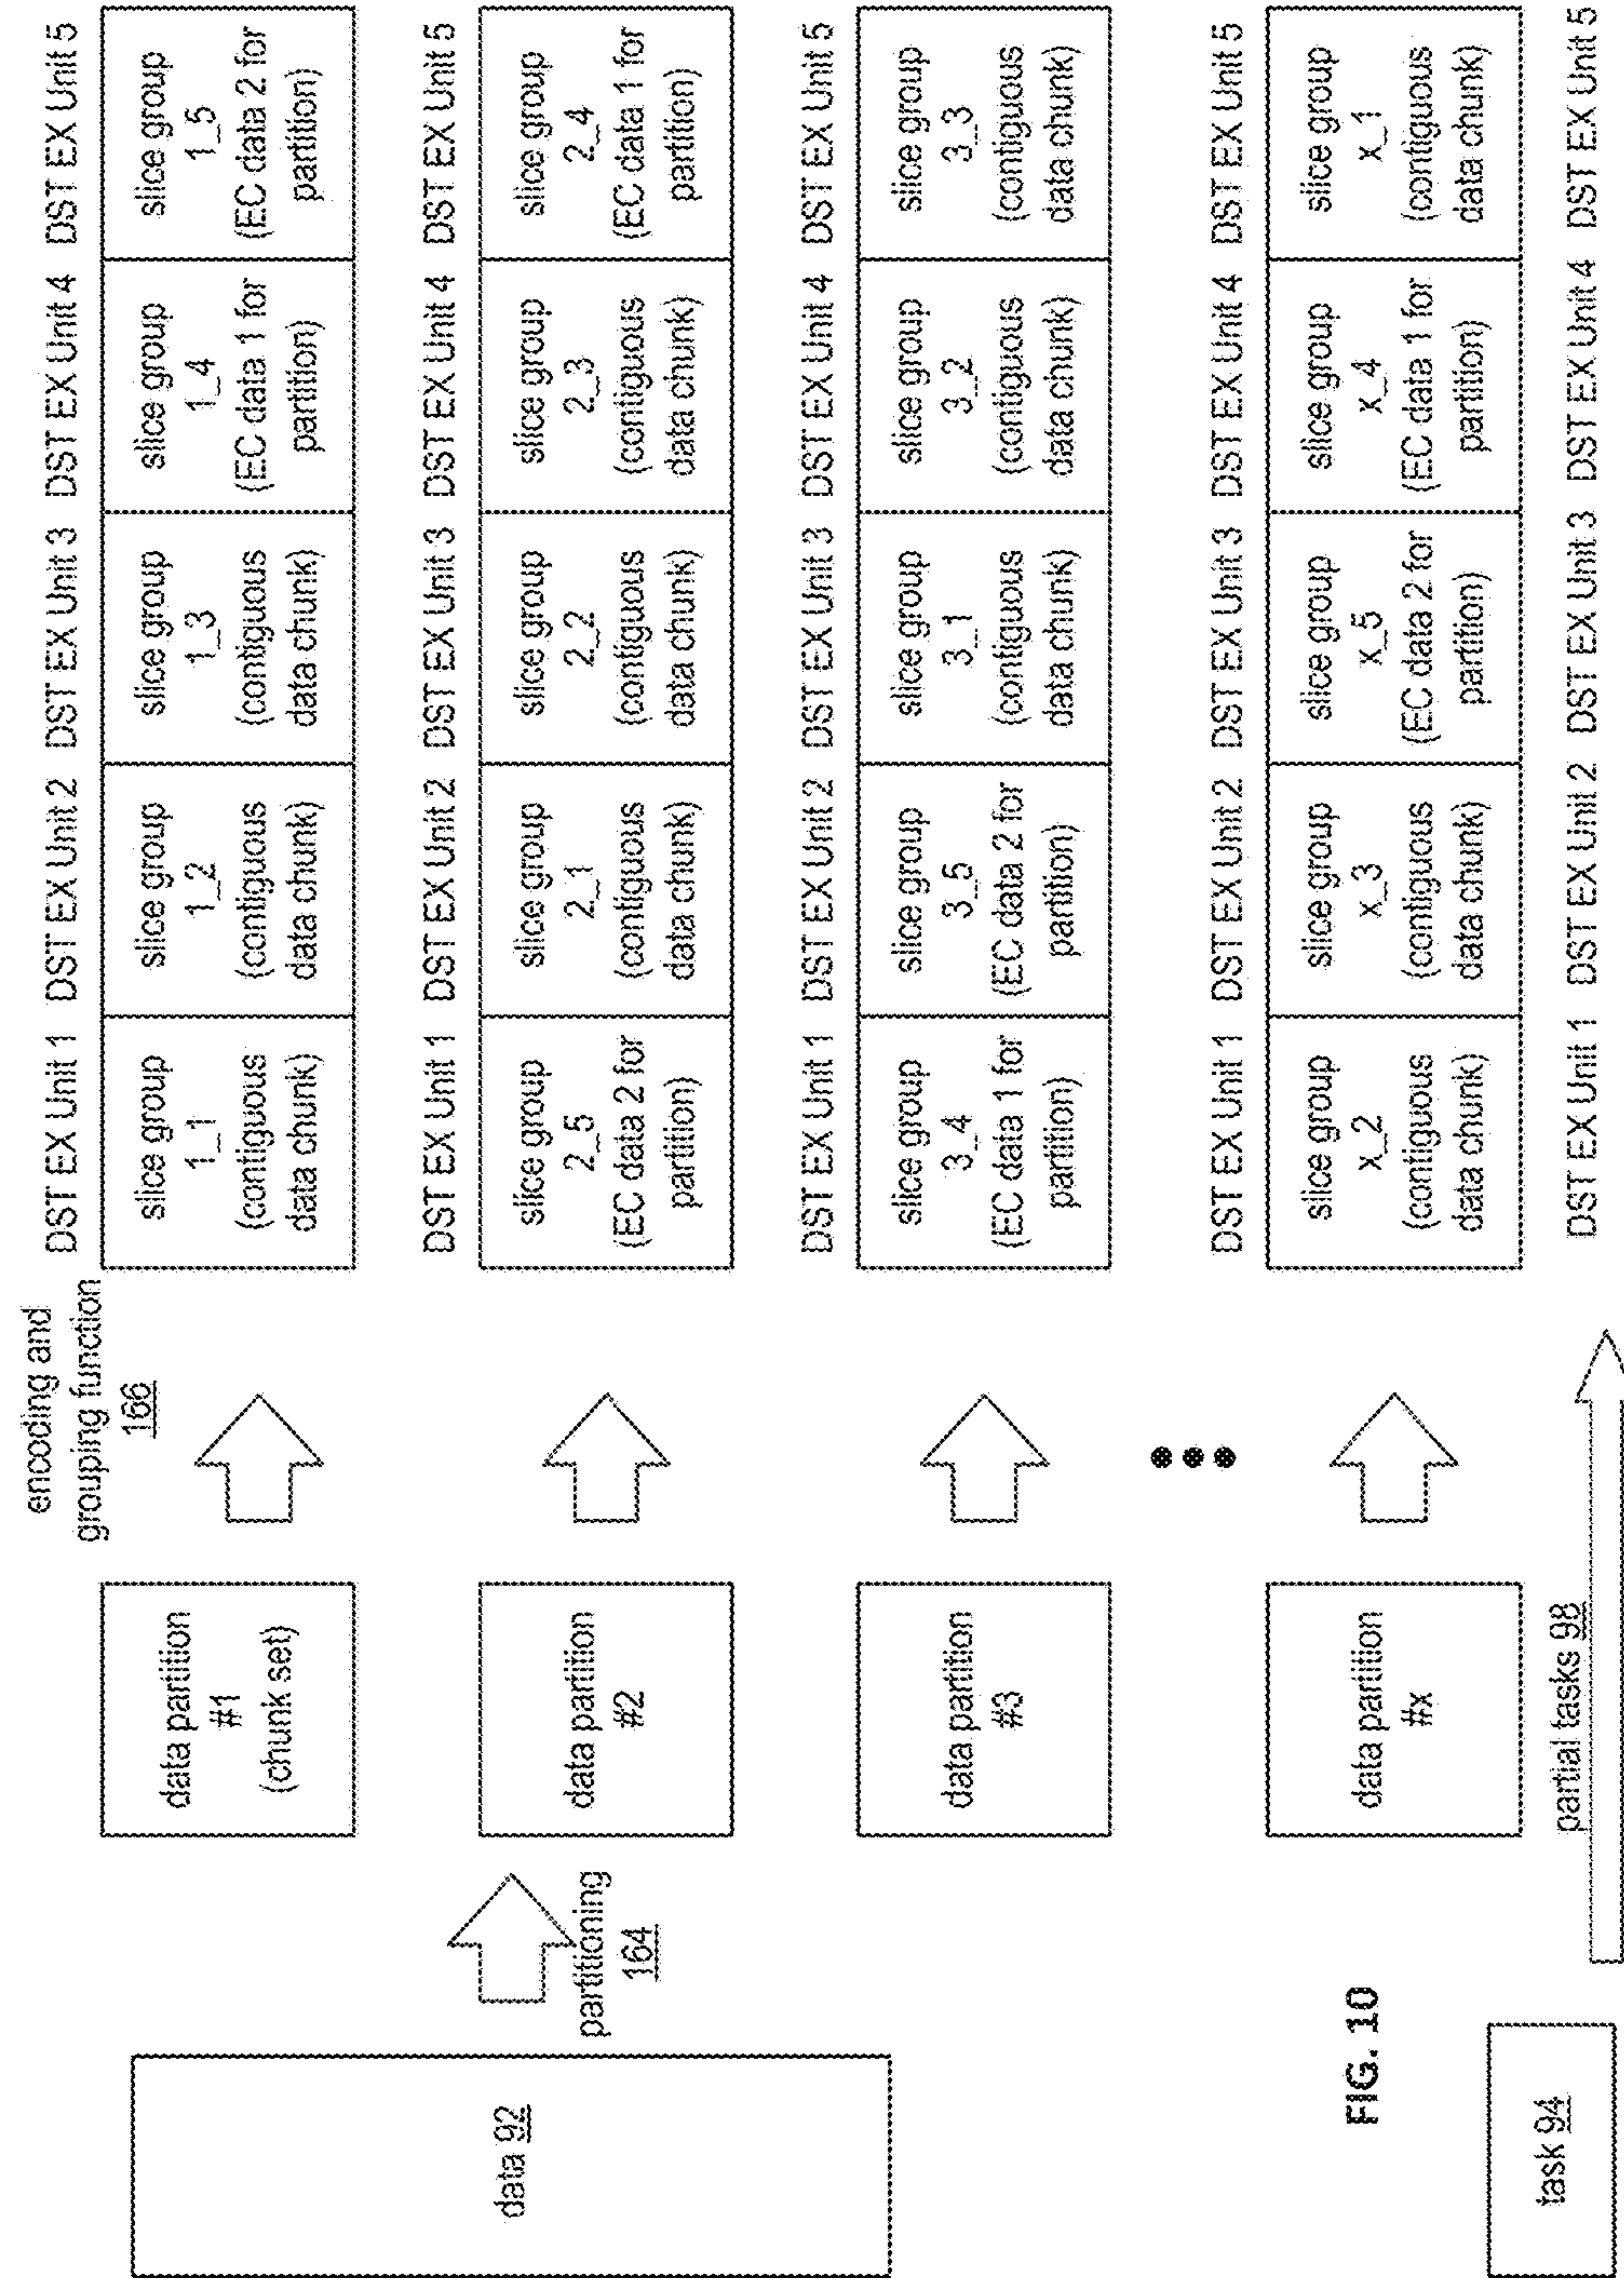 data 92
partitioning
164
data partition
#1
(chunk set)
data partition
#2
data partition
#3
data partition
#x
encoding and
grouping function
166
DST EX Unit 1 DST EX Unit 2 DST EX Unit 3 DST EX Unit 4 DST EX Unit 5
slice group
1_1
(contiguous
data chunk)
slice group
1_2
(contiguous
data chunk)
slice group
1_3
(contiguous
data chunk)
slice group
1_4
(EC data 1 for
partition)
slice group
1_5
(EC data 2 for
partition)
DST EX Unit 1 DST EX Unit 2 DST EX Unit 3 DST EX Unit 4 DST EX Unit 5
slice group
2_5
(EC data 2 for
partition)
slice group
2_1
(contiguous
data chunk)
slice group
2_2
(contiguous
data chunk)
slice group
2_3
(contiguous
data chunk)
slice group
2_4
(EC data 1 for
partition)
DST EX Unit 1 DST EX Unit 2 DST EX Unit 3 DST EX Unit 4 DST EX Unit 5
slice group
3_4
(EC data 1 for
partition)
slice group
3_5
(EC data 2 for
partition)
slice group
3_1
(contiguous
data chunk)
slice group
3_2
(contiguous
data chunk)
slice group
3_3
(contiguous
data chunk)
DST EX Unit 1 DST EX Unit 2 DST EX Unit 3 DST EX Unit 4 DST EX Unit 5
slice group
x_2
(contiguous
data chunk)
slice group
x_3
(contiguous
data chunk)
slice group
x_5
(EC data 2 for
partition)
slice group
x_4
(EC data 1 for
partition)
slice group
x_1
(contiguous
data chunk)
FIG. 10
task 94
partial tasks 98
DST EX Unit 1 DST EX Unit 2 DST EX Unit 3 DST EX Unit 4 DST EX Unit 5